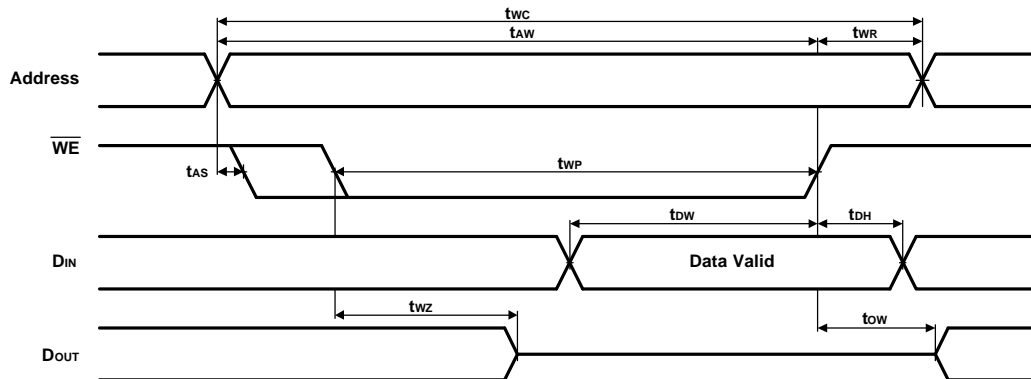 tWC
tAW
tWR
Address
WE
tAS
tWP
tDW
tDH
DIN
Data Valid
tWZ
tOW
DOUT